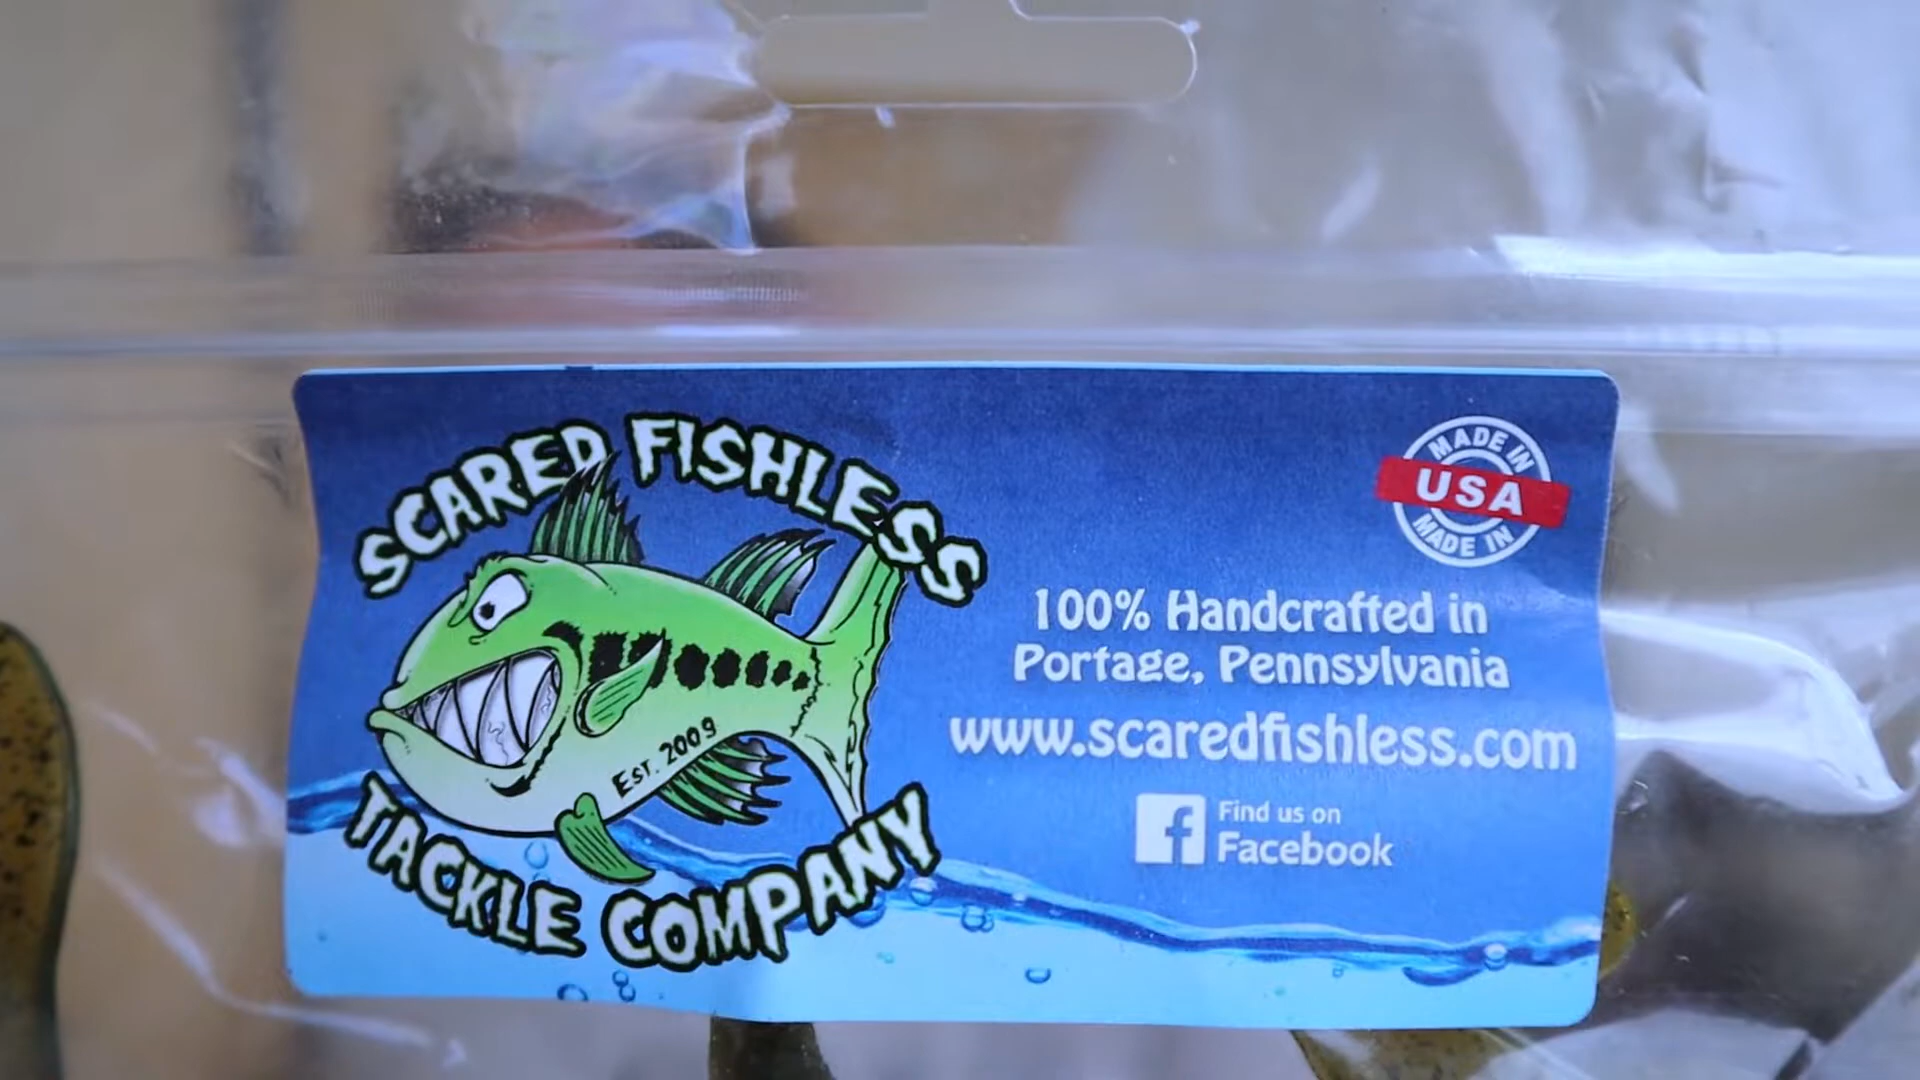 SCARED FISHLESS
EST. 2009
TACKLE COMPANY
MADE IN
USA
MADE IN
100% Handcrafted in
Portage, Pennsylvania
www.scaredfishless.com
f
Find us on
Facebook